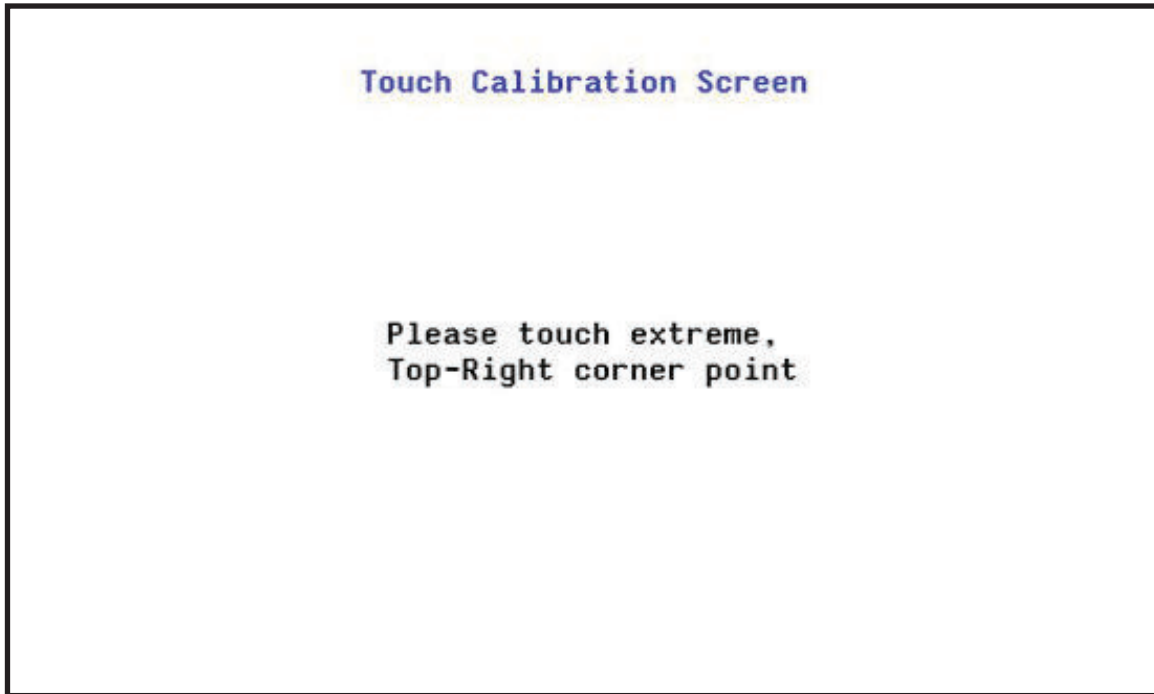 Touch Calibration Screen
Please touch extreme,
Top-Right corner point